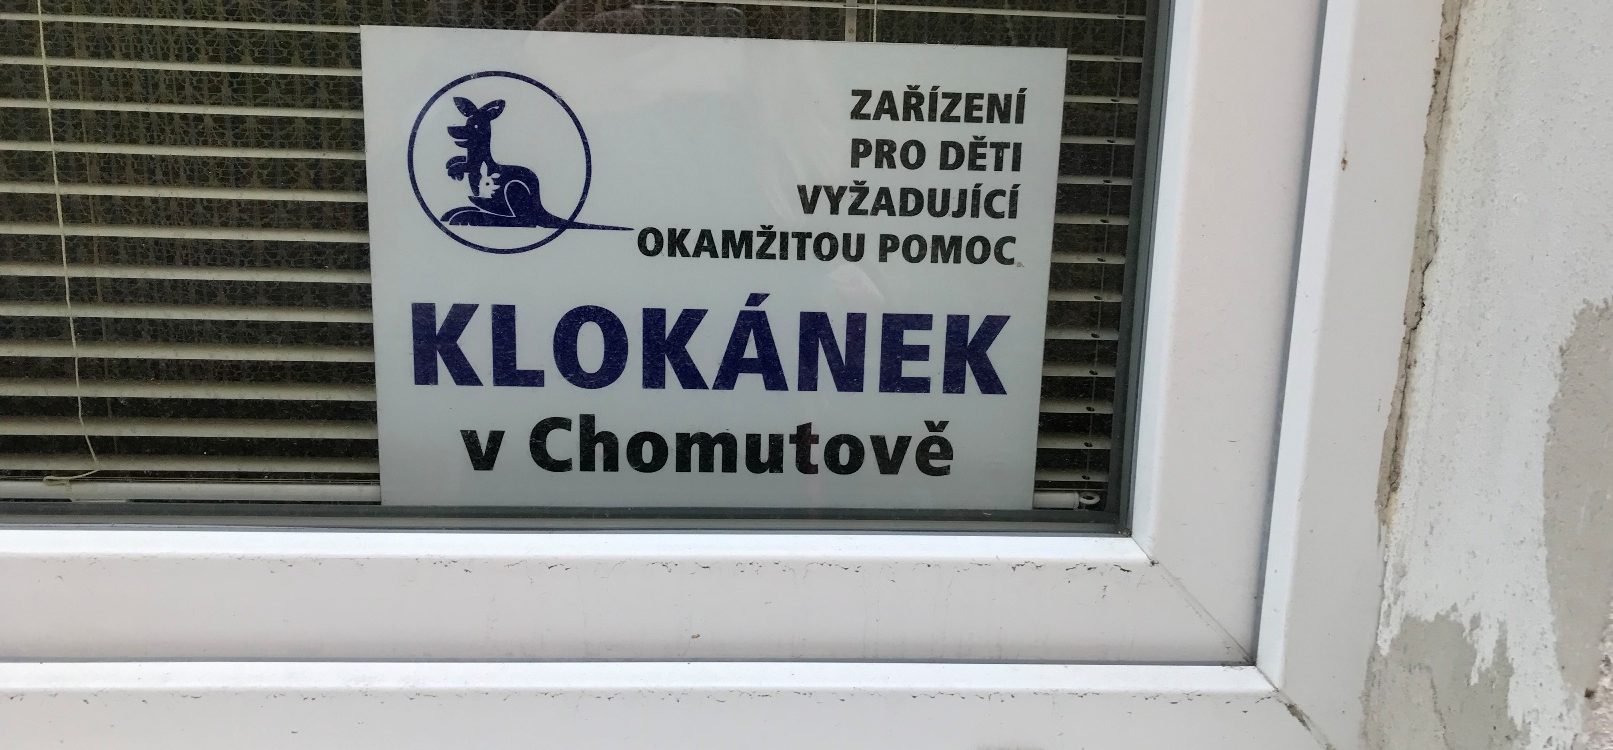 ZAŘÍZENÍ
PRO DĚTI
VYŽADUJÍCÍ
OKAMŽITOU POMOC
KLOKÁNEK
v Chomutově